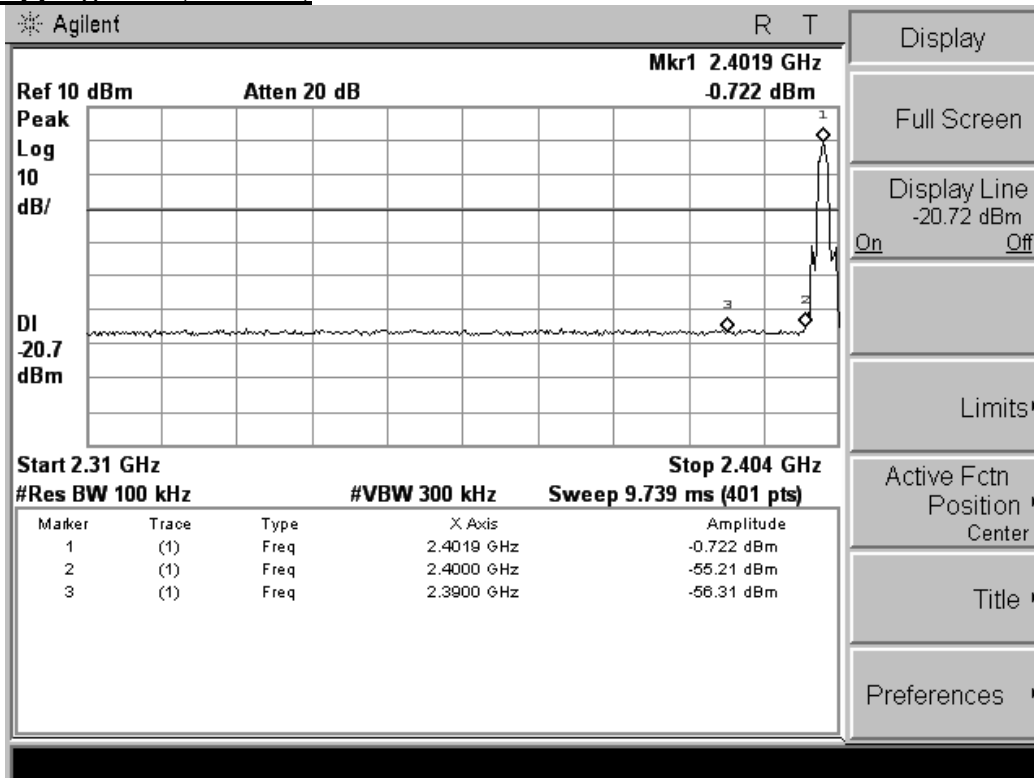 Agilent R T
Mkr1 2.4019 GHz
Ref 10 dBm Atten 20 dB -0.722 dBm
Peak
Log
10
dB/
1
3
2
DI
-20.7
dBm
Start 2.31 GHz Stop 2.404 GHz
#Res BW 100 kHz #VBW 300 kHz Sweep 9.739 ms (401 pts)
Marker Trace Type X Axis Amplitude
1 (1) Freq 2.4019 GHz -0.722 dBm
2 (1) Freq 2.4000 GHz -55.21 dBm
3 (1) Freq 2.3900 GHz -56.31 dBm
Display
Full Screen
Display Line
-20.72 dBm
On Off
Limits
Active Fctn
Position
Center
Title
Preferences